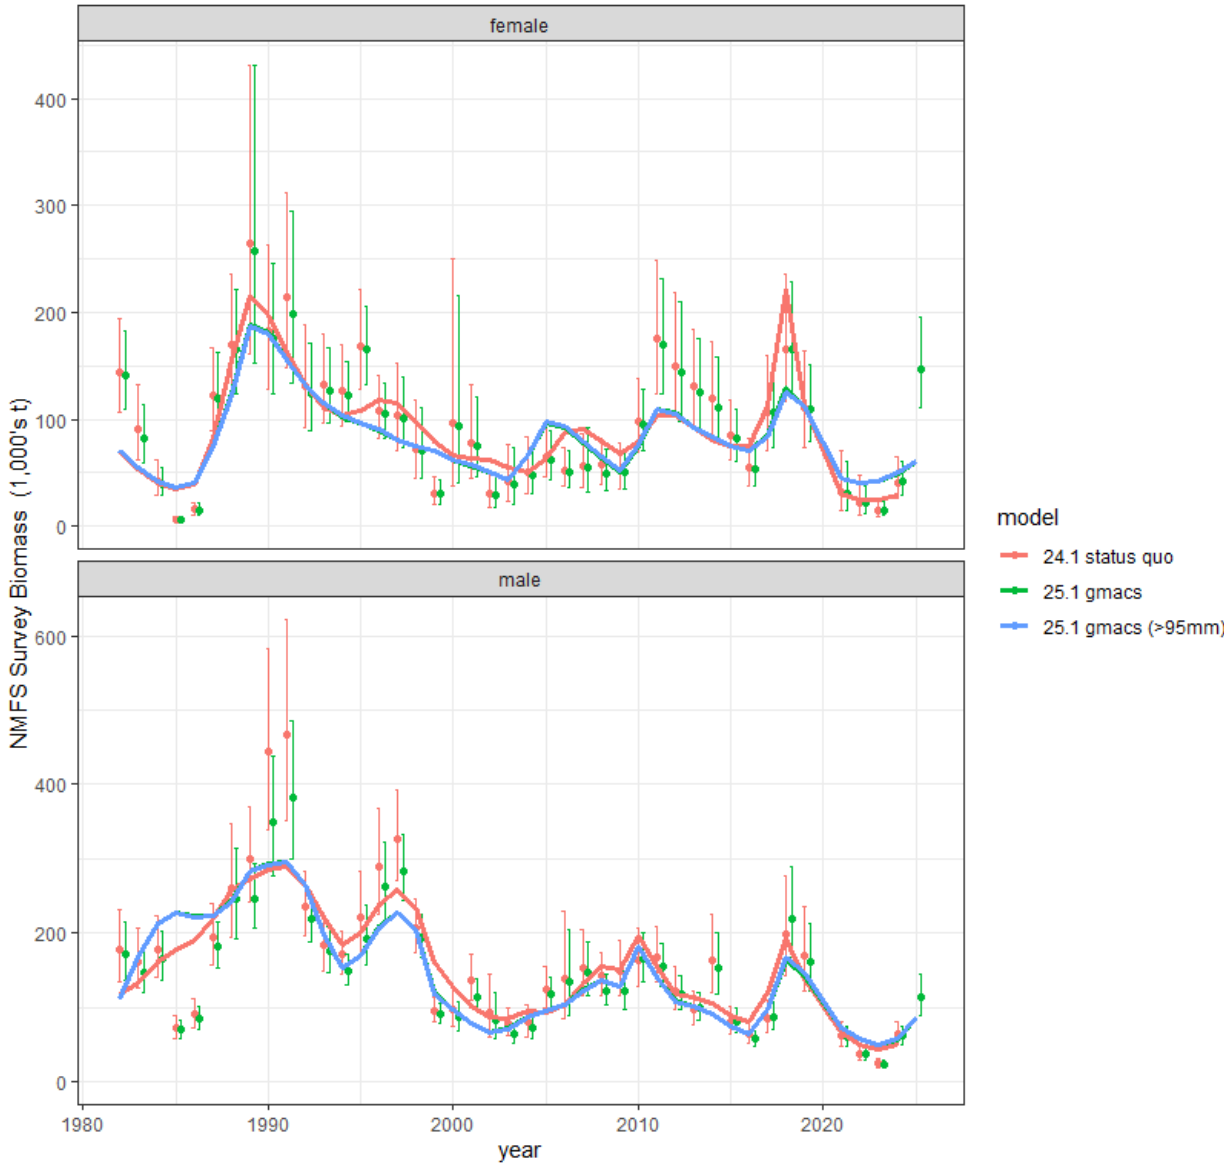 female
400
300
200
100
0
male
600
400
200
0
1980
1990
2000
2010
2020
year
NMFS Survey Biomass (1,000's t)
model
24.1 status quo
25.1 gmacs
25.1 gmacs (>95mm)